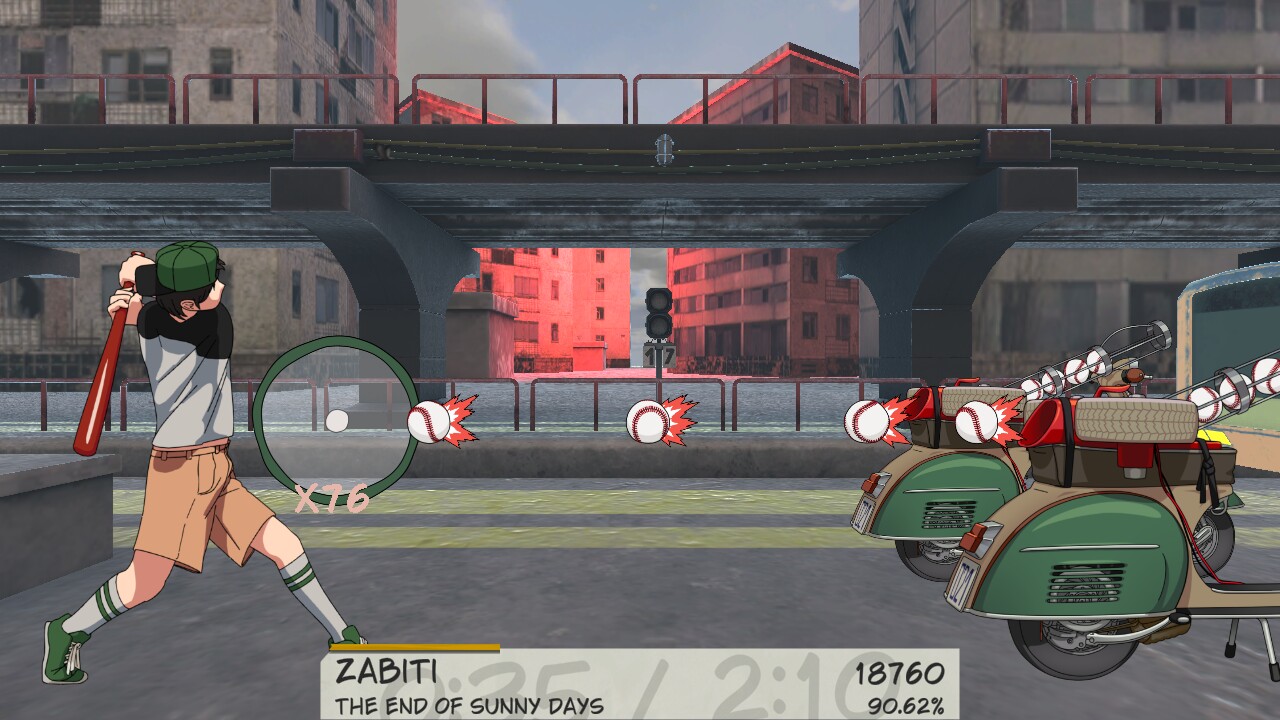 17
X76
ZABITI
18760
0:35 / 2:10
THE END OF SUNNY DAYS
90.62%